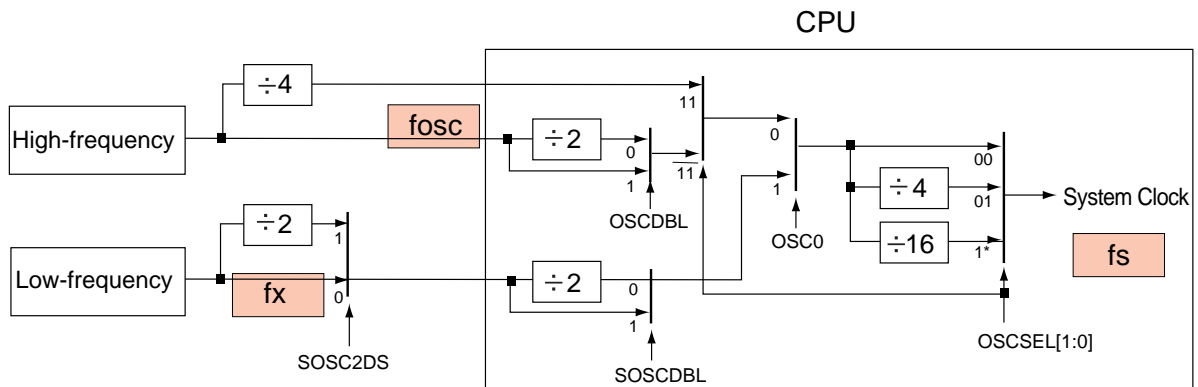 CPU
÷4
11
High-frequency
fosc
÷2
0
1
OSCDBL
11
0
1
OSC0
00
÷4
01
÷16
1*
System Clock
fs
OSCSEL[1:0]
÷2
1
Low-frequency
fx
0
SOSC2DS
÷2
0
1
SOSCDBL